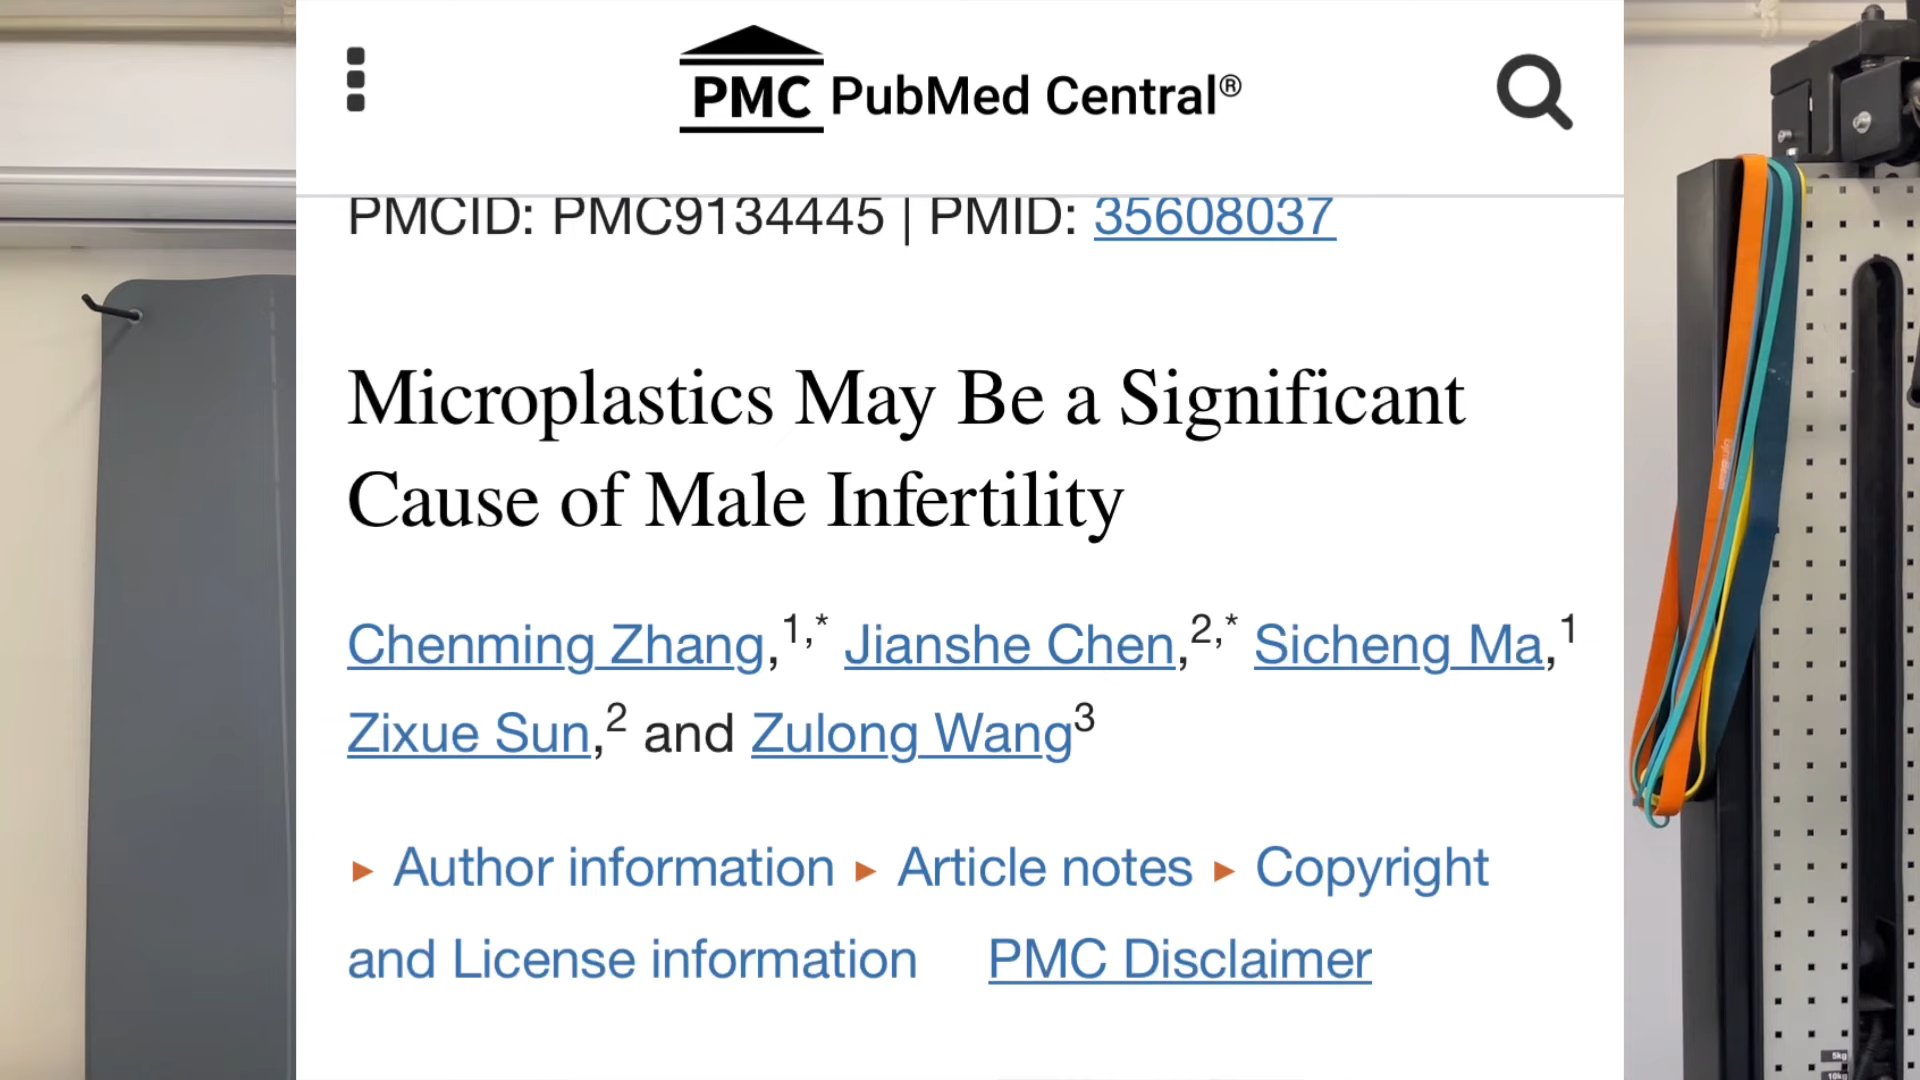 PMC PubMed Central®
PMCID: PMC9134445 | PMID: 35608037
Microplastics May Be a Significant
Cause of Male Infertility
Chenming Zhang,1,* Jianshe Chen,2,* Sicheng Ma,1
Zixue Sun,2 and Zulong Wang3
▸ Author information ▸ Article notes ▸ Copyright
and License information PMC Disclaimer
5kg
10kg